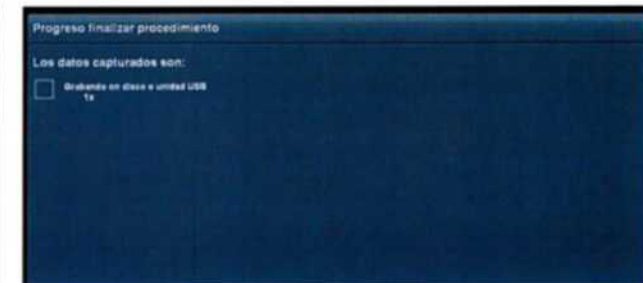 Progreso finalizar procedimiento
Los datos capturados son:
Grabando en disco o unidad USB
1x